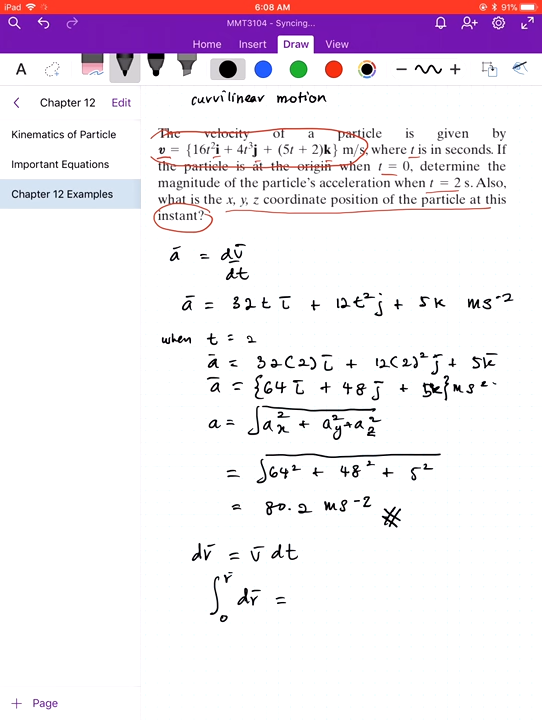 iPad
6:08 AM
91%
MMT3104 - Syncing...
Home Insert Draw View
Chapter 12 Edit
Kinematics of Particle
Important Equations
Chapter 12 Examples
Page
curvilinear motion
The velocity of a particle is given by
v = {16t²i + 4t³j + (5t + 2)k} m/s, where t is in seconds. If
the particle is at the origin when t = 0, determine the
magnitude of the particle's acceleration when t = 2 s. Also,
what is the x, y, z coordinate position of the particle at this
instant?
ā = dv̄/dt
ā = 32t ī + 12t² j + 5k ms⁻²
when t = 2
ā = 32(2) ī + 12(2)² j̄ + 5k̄
ā = {64 ī + 48 j̄ + 5k} ms⁻²
a = √a²x + a²y + a²z
= √64² + 48² + 5²
= 80.2 ms⁻² #
dr̄ = v̄ dt
∫₀^r̄ dr̄ =